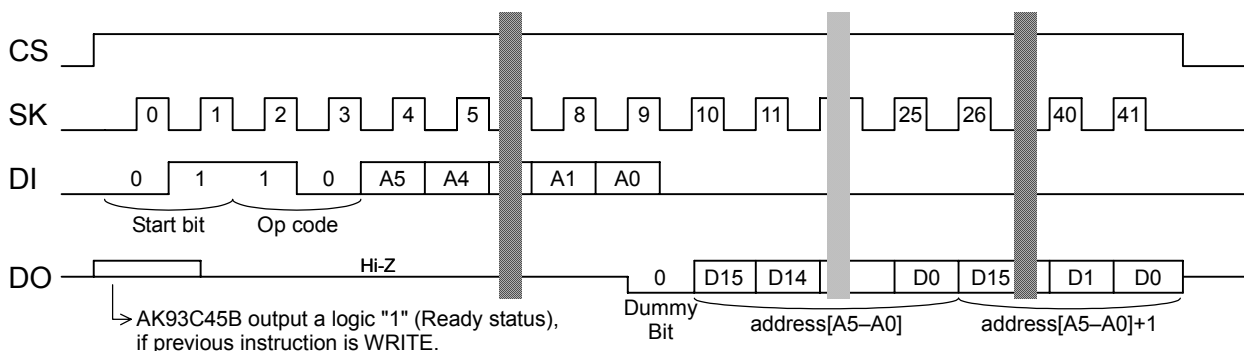 CS
SK 0 1 2 3 4 5 8 9 10 11 25 26 40 41
DI 0 1 1 0 A5 A4 A1 A0
Start bit Op code
DO Hi-Z 0 D15 D14 D0 D15 D1 D0
Dummy
Bit
address[A5–A0] address[A5–A0]+1
AK93C45B output a logic "1" (Ready status),
if previous instruction is WRITE.